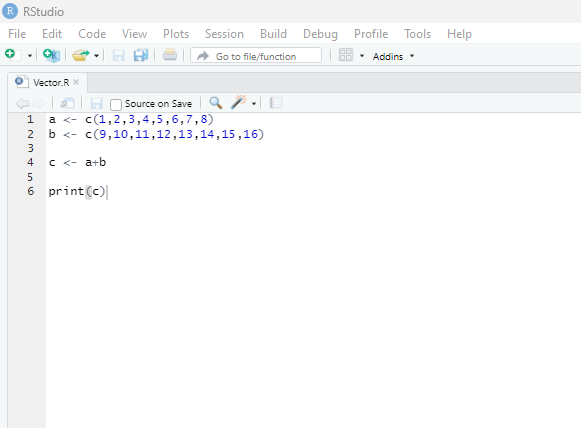 RStudio
File Edit Code View Plots Session Build Debug Profile Tools Help
Go to file/function Addins
Vector.R
Source on Save
1 a <- c(1,2,3,4,5,6,7,8)
2 b <- c(9,10,11,12,13,14,15,16)
3
4 c <- a+b
5
6 print(c)